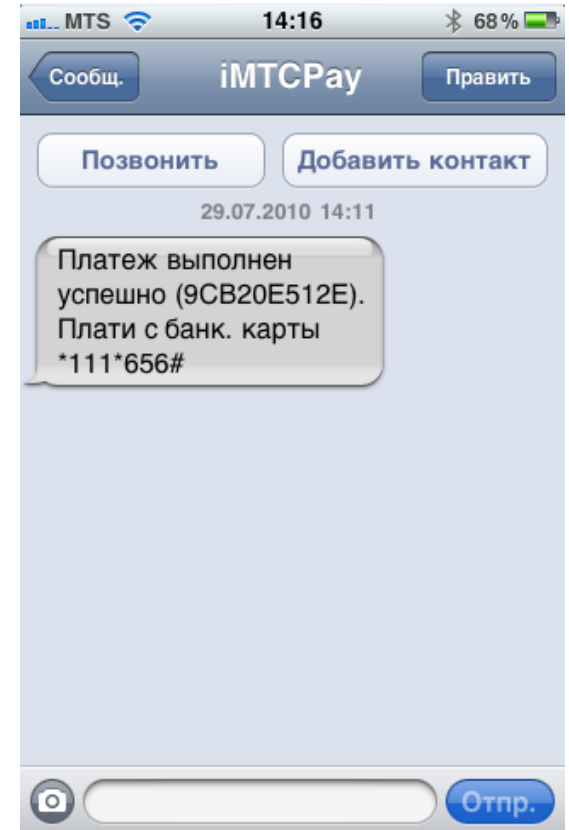 MTS 14:16 68%
Сообщ. iMTCPay Править
Позвонить Добавить контакт
29.07.2010 14:11
Платеж выполнен
успешно (9CB20E512E).
Плати с банк. карты
*111*656#
Отпр.